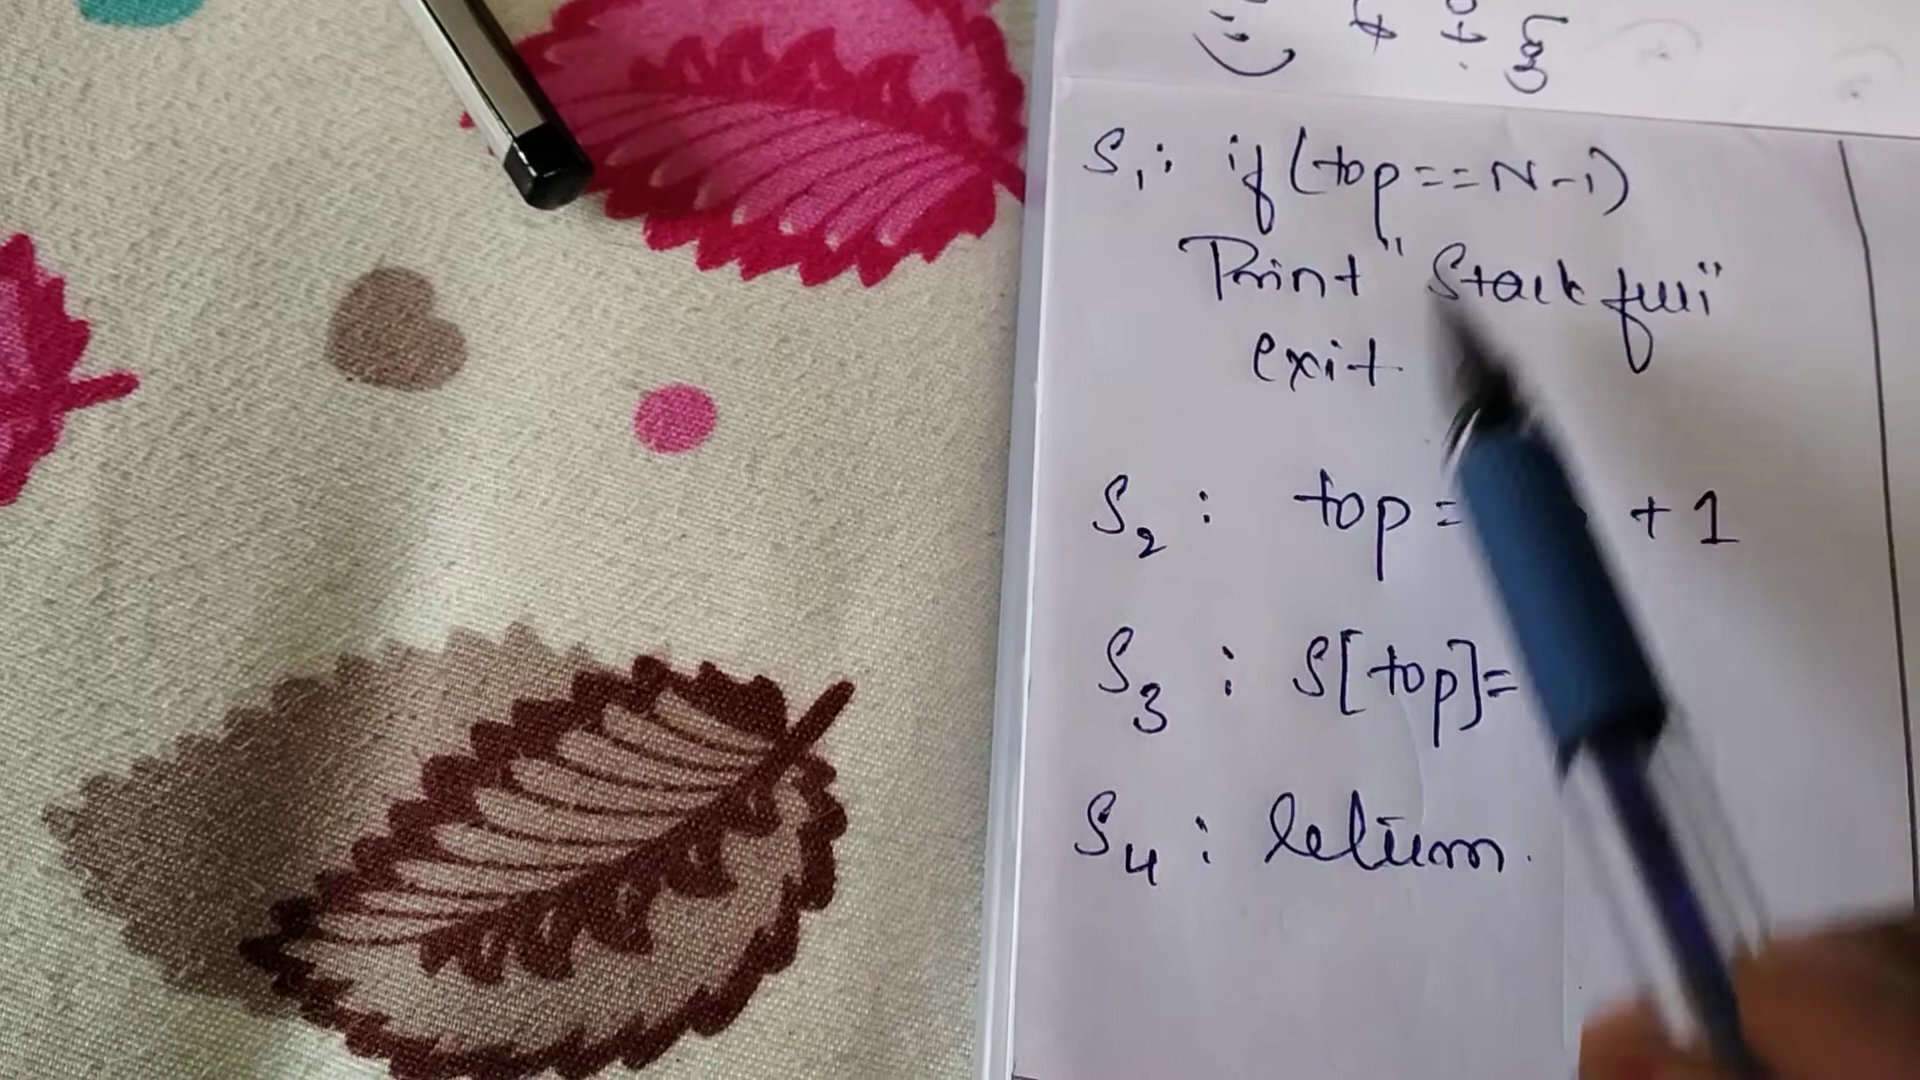 S1: if (top==N-1)
Print "Stack full"
exit
S2: top = + 1
S3: S[top]=
S4: return.